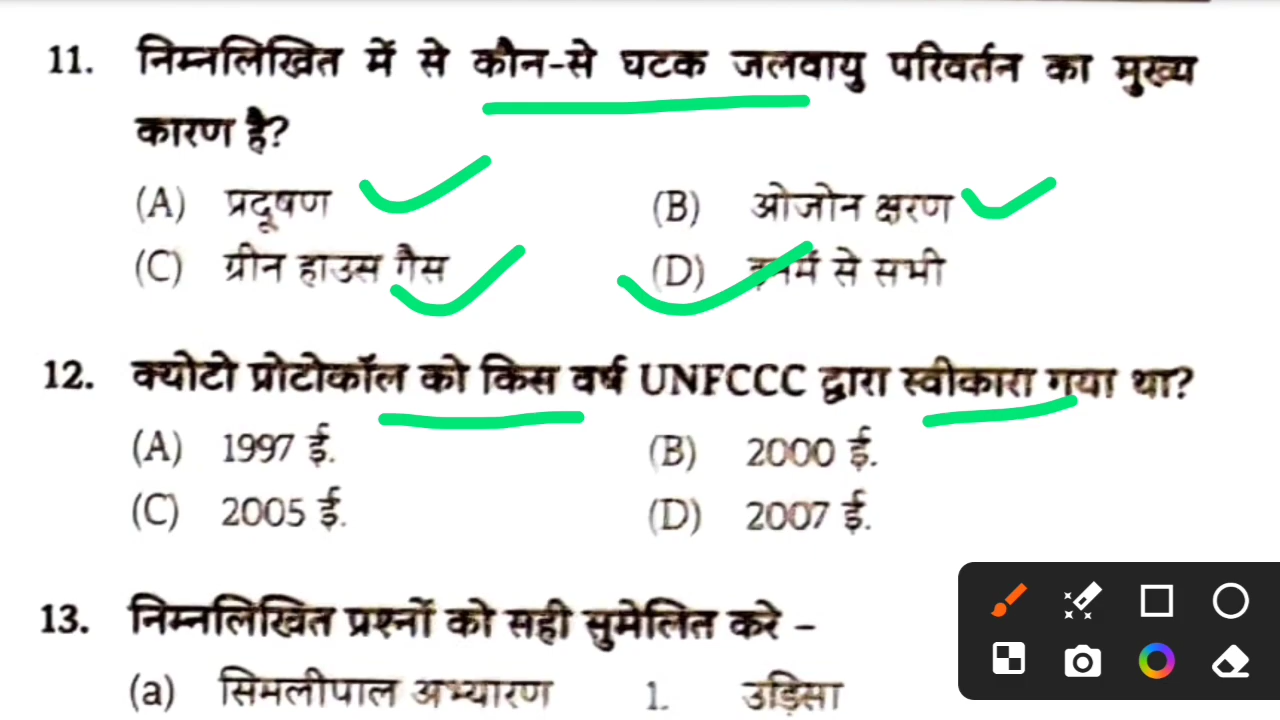 11. निम्नलिखित में से कौन-से घटक जलवायु परिवर्तन का मुख्य
कारण है?
(A) प्रदूषण (B) ओजोन क्षरण
(C) ग्रीन हाउस गैस (D) इनमें से सभी
12. क्योटो प्रोटोकॉल को किस वर्ष UNFCCC द्वारा स्वीकारा गया था?
(A) 1997 ई. (B) 2000 ई.
(C) 2005 ई. (D) 2007 ई.
13. निम्नलिखित प्रश्नों को सही सुमेलित करे –
(a) सिमलीपाल अभ्यारण 1. उड़िसा